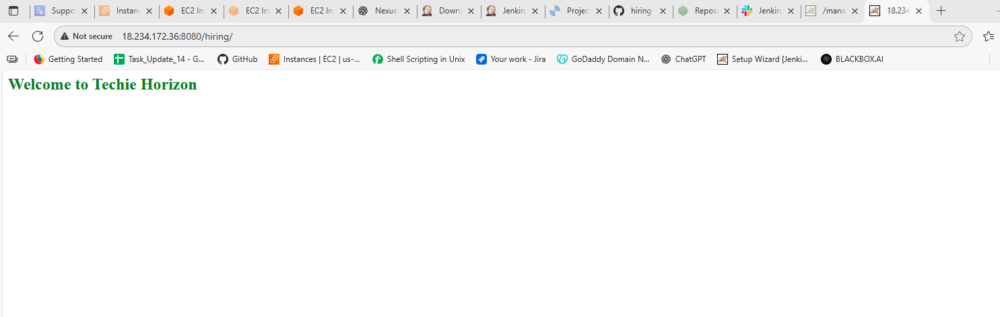 Suppo Instanc EC2 In EC2 In EC2 In Nexus Downl Jenkin Projec hiring- Reposi Jenkin /mana 18.234
Not secure 18.234.172.36:8080/hiring/
Getting Started Task_Update_14 - G... GitHub Instances | EC2 | us-... Shell Scripting in Unix Your work - Jira GoDaddy Domain N... ChatGPT Setup Wizard [Jenki... BLACKBOX.AI
Welcome to Techie Horizon